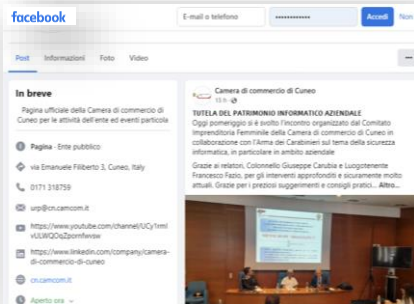 facebook
E-mail o telefono
••••••••••••
Accedi
Non
Post
Informazioni
Foto
Video
In breve
Pagina ufficiale della Camera di commercio di
Cuneo per le attività dell'ente ed eventi particola
Pagina · Ente pubblico
via Emanuele Filiberto 3, Cuneo, Italy
0171 318759
urp@cn.camcom.it
https://www.youtube.com/channel/UCy1rml
https://www.linkedin.com/company/camera-
di-commercio-di-cuneo
cn.camcom.it
Aperto ora
Camera di commercio di Cuneo
TUTELA DEL PATRIMONIO INFORMATICO AZIENDALE
Oggi pomeriggio si è svolto l'incontro organizzato dal Comitato
Imprenditoria Femminile della Camera di commercio di Cuneo in
collaborazione con l'Arma dei Carabinieri sul tema della sicurezza
informatica, in particolare in ambito aziendale
Grazie ai relatori, Colonnello Giuseppe Carubia e Luogotenente
Francesco Fazio, per gli interventi approfonditi e sicuramente molto
attuali. Grazie per i preziosi suggerimenti e consigli pratici... Altro...